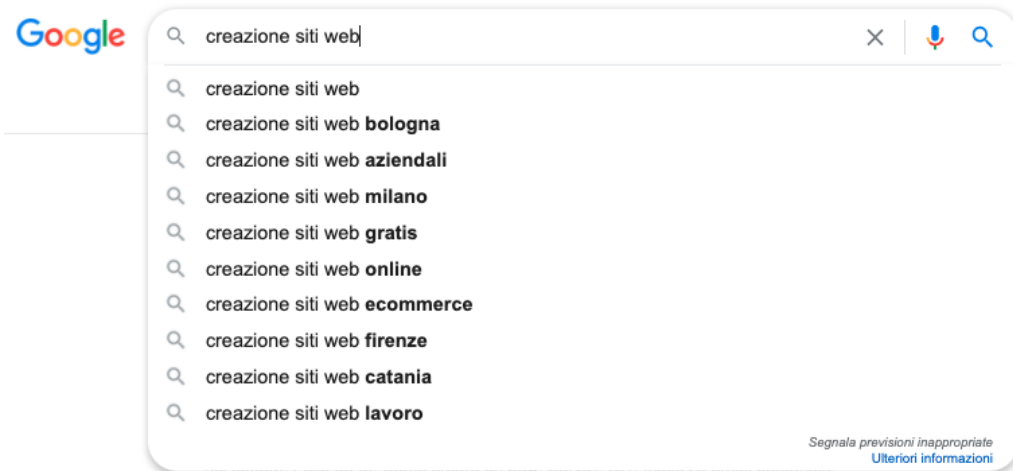 Google
creazione siti web
creazione siti web
creazione siti web bologna
creazione siti web aziendali
creazione siti web milano
creazione siti web gratis
creazione siti web online
creazione siti web ecommerce
creazione siti web firenze
creazione siti web catania
creazione siti web lavoro
Segnala previsioni inappropriate
Ulteriori informazioni